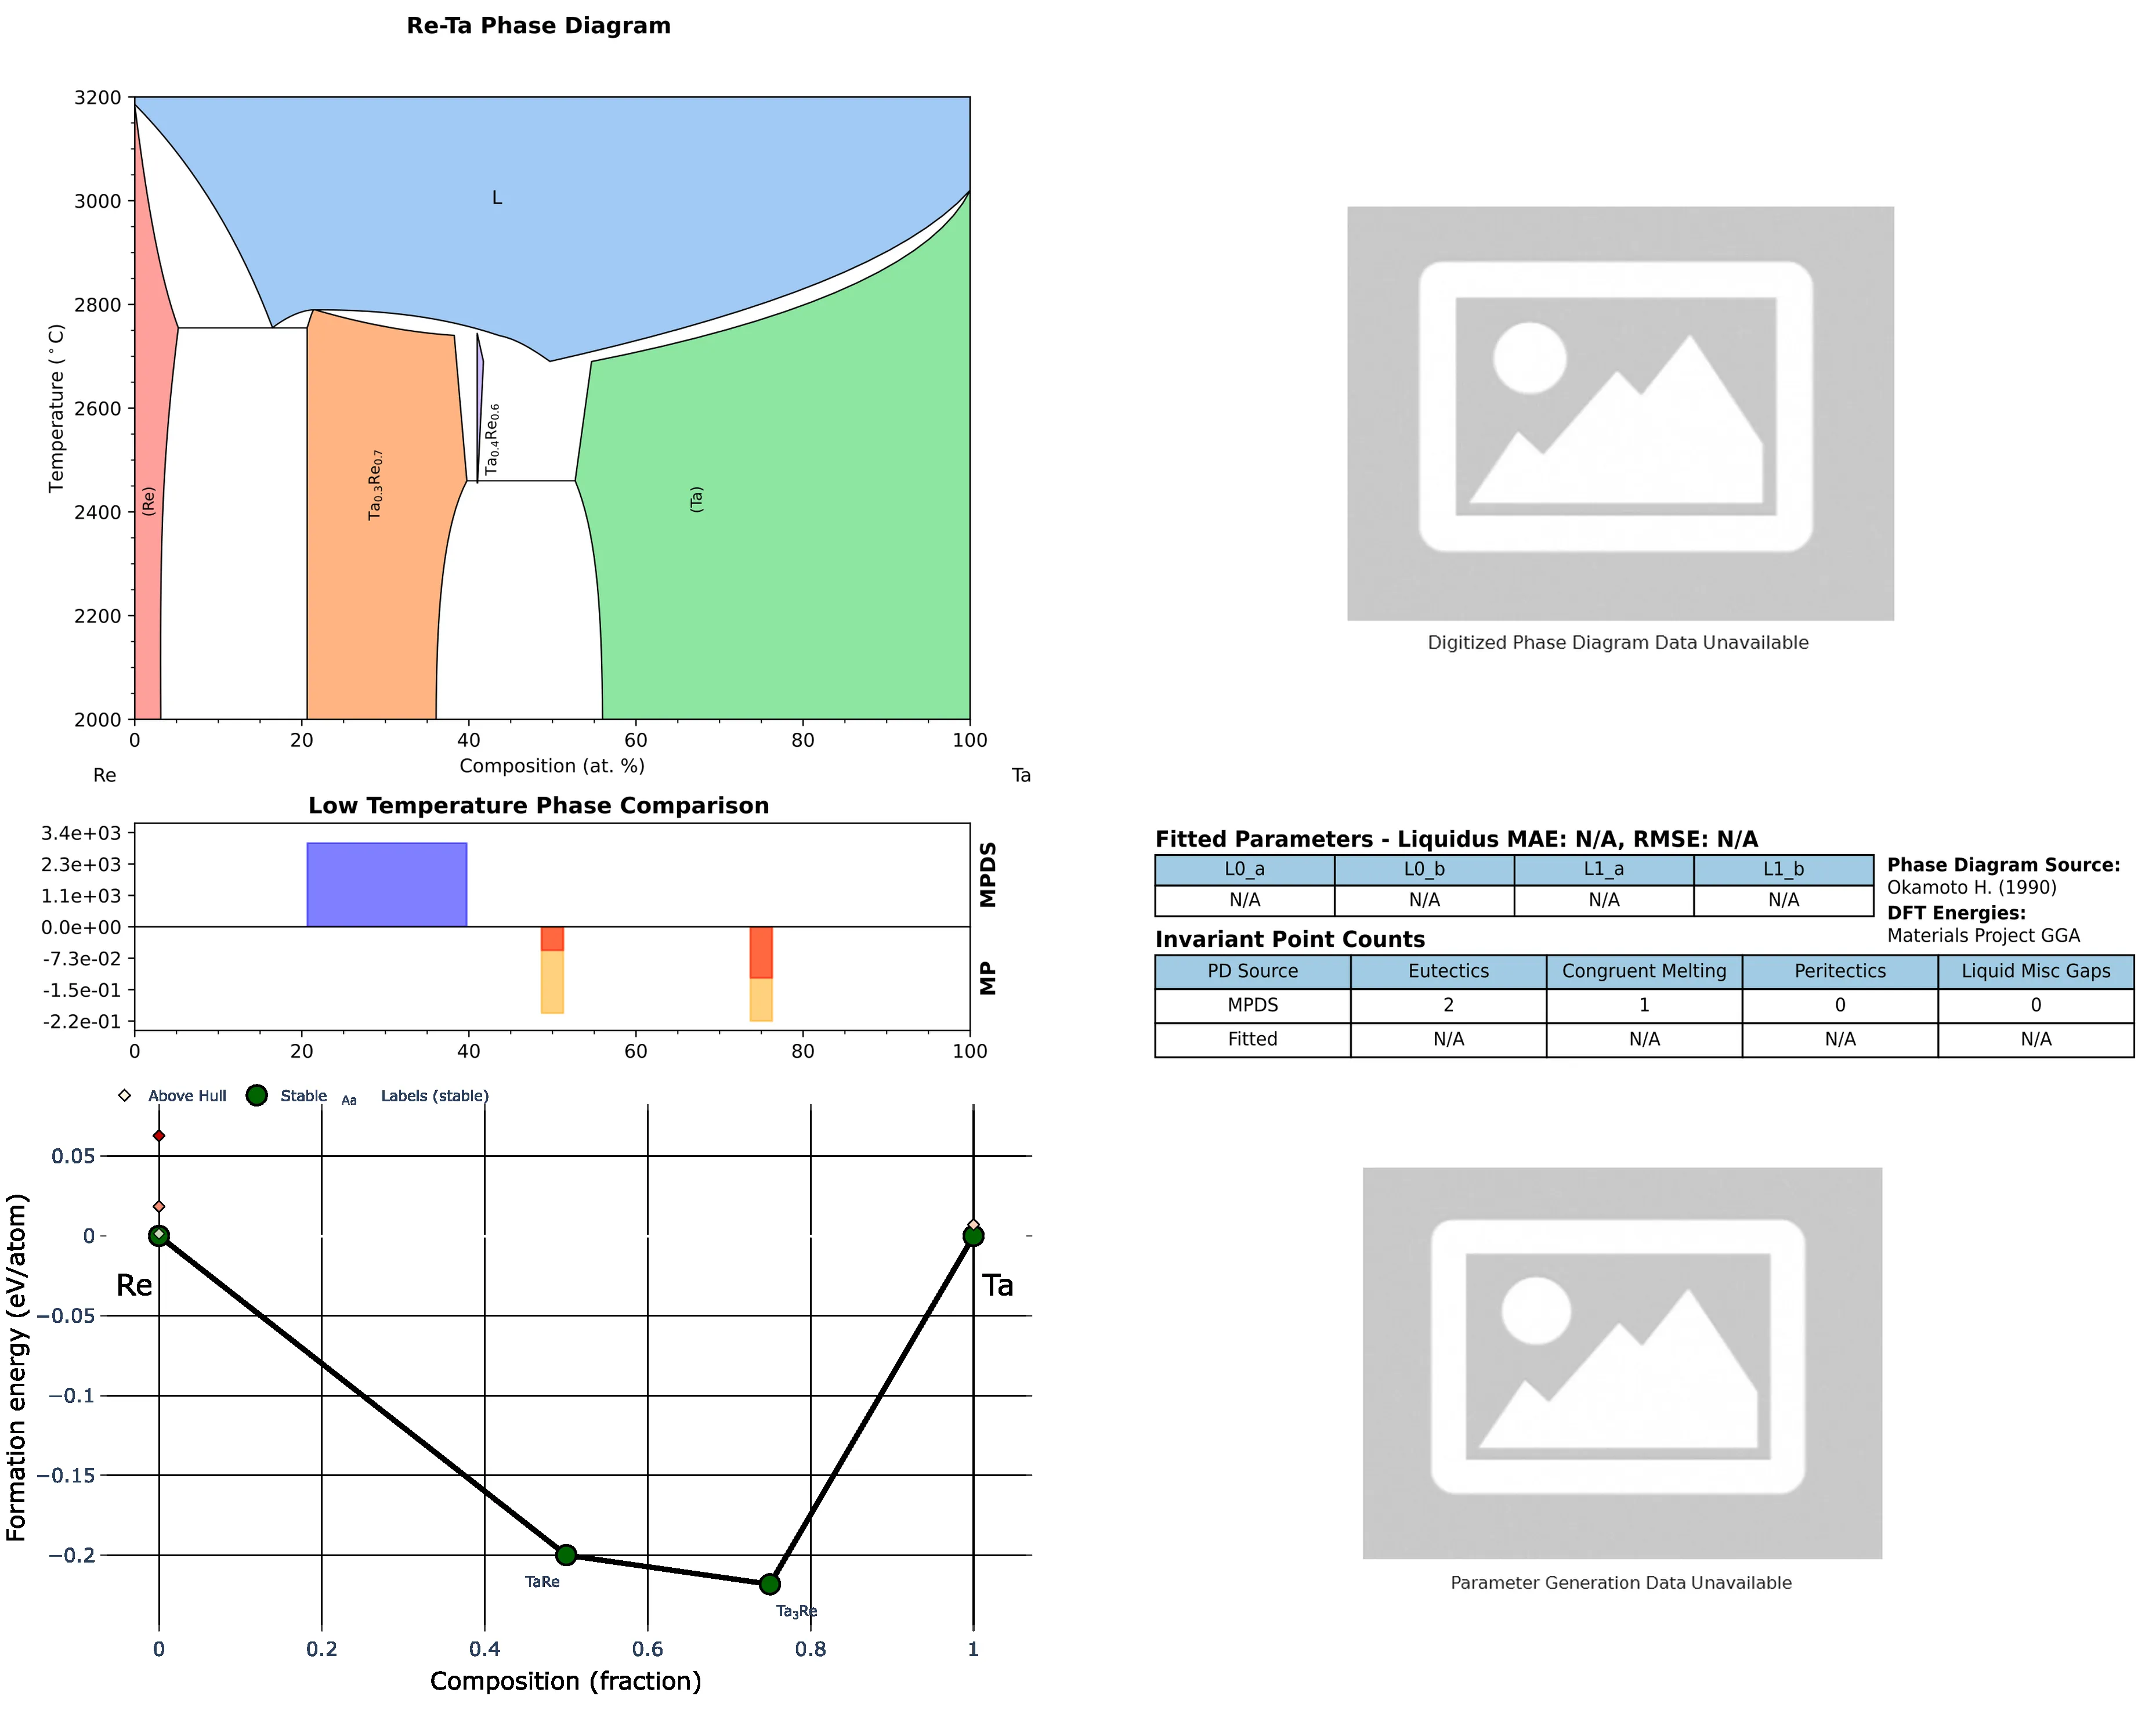 Re-Ta Phase Diagram
3200
3000
2800
2600
2400
2200
2000
Temperature (°C)
L
(Re)
Ta0.3Re0.7
Ta0.4Re0.6
(Ta)
0 20 40 60 80 100
Composition (at. %)
Re Ta
Digitized Phase Diagram Data Unavailable
Low Temperature Phase Comparison
3.4e+03
2.3e+03
1.1e+03
0.0e+00
-7.3e-02
-1.5e-01
-2.2e-01
MPDS
MP
0 20 40 60 80 100
Fitted Parameters - Liquidus MAE: N/A, RMSE: N/A
L0_a L0_b L1_a L1_b
N/A N/A N/A N/A
Phase Diagram Source:
Okamoto H. (1990)
DFT Energies:
Materials Project GGA
Invariant Point Counts
PD Source Eutectics Congruent Melting Peritectics Liquid Misc Gaps
MPDS 2 1 0 0
Fitted N/A N/A N/A N/A
Above Hull Stable Aa Labels (stable)
0.05
0
−0.05
−0.1
−0.15
−0.2
Formation energy (eV/atom)
Re
Ta
TaRe
Ta3Re
0 0.2 0.4 0.6 0.8 1
Composition (fraction)
Parameter Generation Data Unavailable